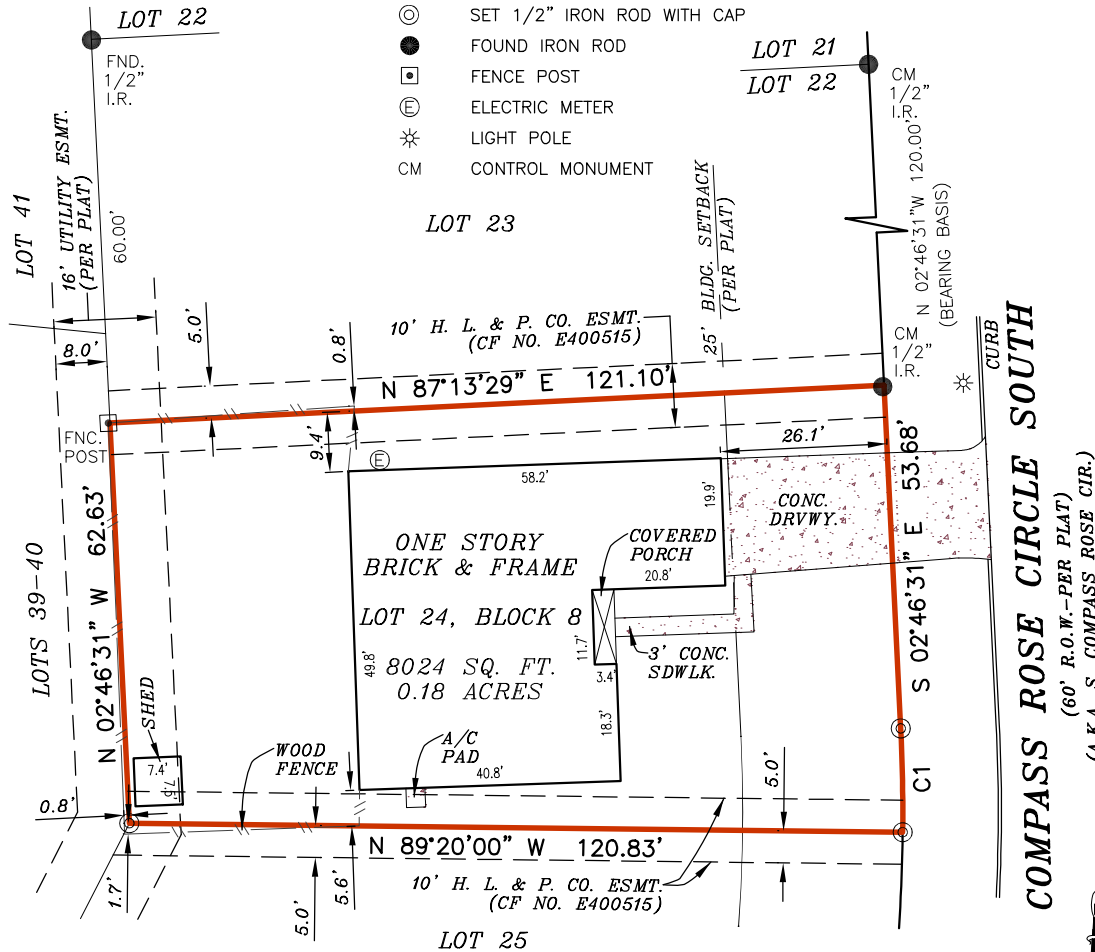 LOT 22
SET 1/2" IRON ROD WITH CAP
FOUND IRON ROD
FENCE POST
E ELECTRIC METER
LIGHT POLE
CM CONTROL MONUMENT
FND.
1/2"
I.R.
LOT 21
LOT 22
CM
1/2"
I.R.
N 02°46'31"W 120.00'
(BEARING BASIS)
LOT 41
16' UTILITY ESMT.
(PER PLAT)
60.00'
LOT 23
25' BLDG. SETBACK
(PER PLAT)
8.0'
5.0'
0.8'
10' H. L. & P. CO. ESMT.
(CF NO. E400515)
N 87°13'29" E 121.10'
CM
1/2"
I.R.
CURB
FNC.
POST
9.4'
E
58.2'
26.1'
19.9'
CONC.
DRVWY.
S 02°46'31" E 53.68'
COMPASS ROSE CIRCLE SOUTH
(60' R.O.W.-PER PLAT)
(A.K.A. S. COMPASS ROSE CIR.)
LOTS 39-40
N 02°46'31" W 62.63'
ONE STORY
BRICK & FRAME
COVERED
PORCH
20.8'
LOT 24, BLOCK 8
11.7'
3' CONC.
SDWLK.
49.8'
8024 SQ. FT.
0.18 ACRES
3.4'
18.3'
SHED
7.4'
7.6'
WOOD
FENCE
A/C
PAD
40.8'
5.0'
C1
0.8'
N 89°20'00" W 120.83'
1.7'
5.0'
5.6'
10' H. L. & P. CO. ESMT.
(CF NO. E400515)
LOT 25